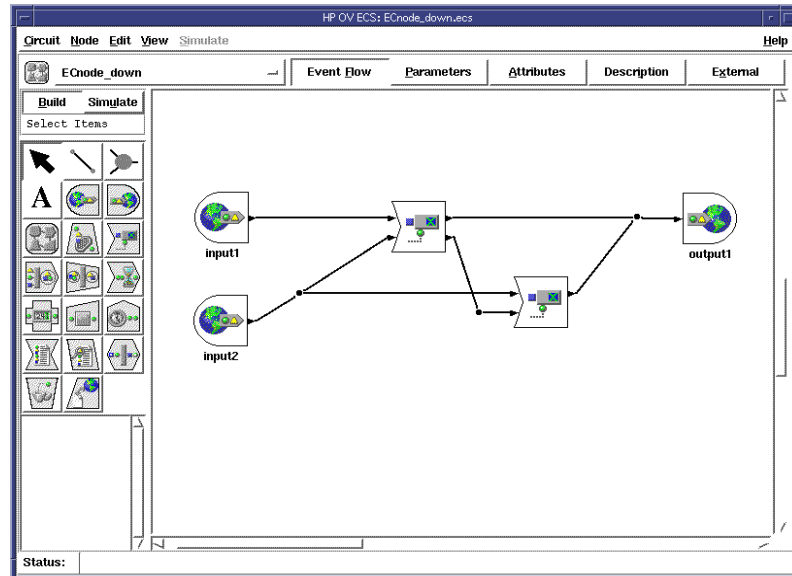 HP OV ECS: ECnode_down.ecs
Circuit Node Edit View Simulate Help
ECnode_down Event Flow Parameters Attributes Description External
Build Simulate
Select Items
A
input1
output1
input2
Status: